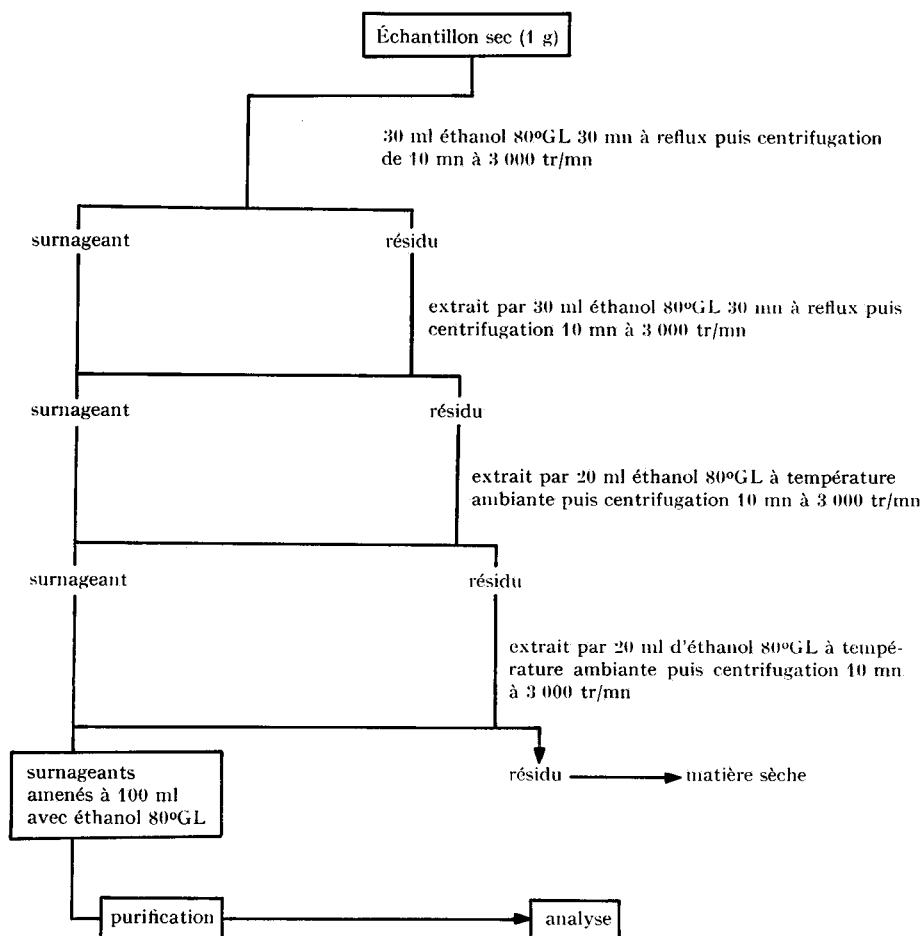 Échantillon sec (1 g)
30 ml éthanol 80ºGL 30 mn à reflux puis centrifugation
de 10 mn à 3 000 tr/mn
surnageant
résidu
extrait par 30 ml éthanol 80ºGL 30 mn à reflux puis
centrifugation 10 mn à 3 000 tr/mn
surnageant
résidu
extrait par 20 ml éthanol 80ºGL à température
ambiante puis centrifugation 10 mn à 3 000 tr/mn
surnageant
résidu
extrait par 20 ml d'éthanol 80ºGL à tempé-
rature ambiante puis centrifugation 10 mn
à 3 000 tr/mn
surnageants
amenés à 100 ml
avec éthanol 80ºGL
résidu
matière sèche
purification
analyse